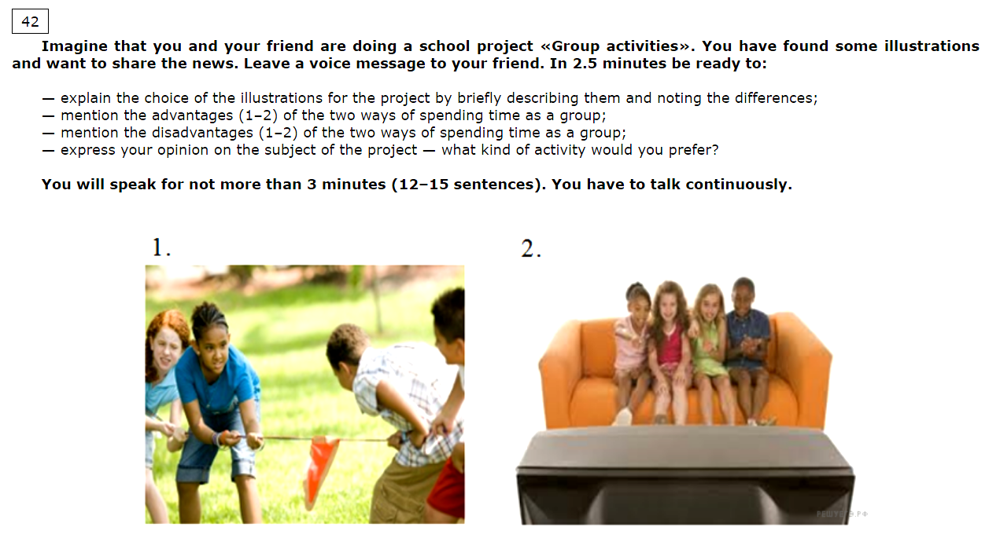 42
Imagine that you and your friend are doing a school project «Group activities». You have found some illustrations
and want to share the news. Leave a voice message to your friend. In 2.5 minutes be ready to:
— explain the choice of the illustrations for the project by briefly describing them and noting the differences;
— mention the advantages (1–2) of the two ways of spending time as a group;
— mention the disadvantages (1–2) of the two ways of spending time as a group;
— express your opinion on the subject of the project — what kind of activity would you prefer?
You will speak for not more than 3 minutes (12–15 sentences). You have to talk continuously.
1.
2.